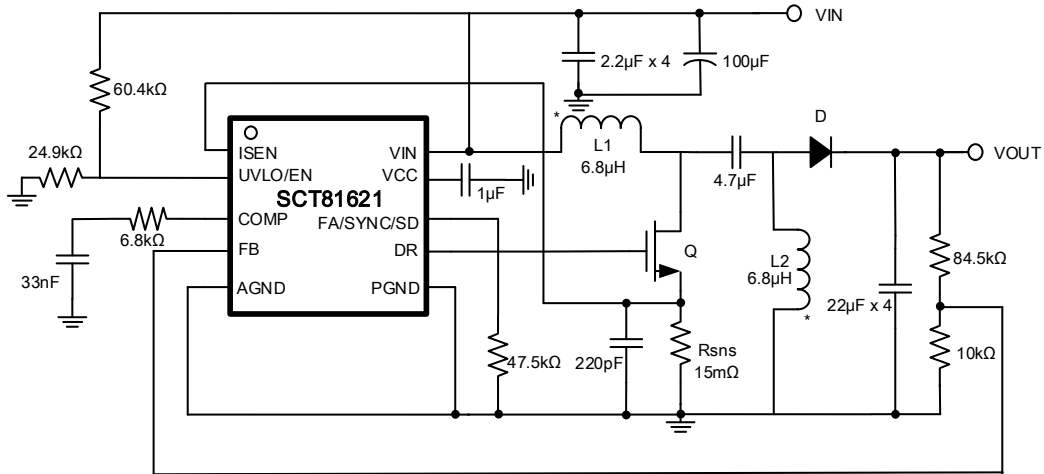 VIN
2.2µF x 4
100µF
60.4kΩ
*
L1
6.8µH
D
ISEN
VIN
VOUT
24.9kΩ
UVLO/EN
VCC
4.7µF
1µF
SCT81621
COMP
FA/SYNC/SD
6.8kΩ
FB
DR
Q
L2
6.8µH
84.5kΩ
33nF
AGND
PGND
22µF x 4
*
47.5kΩ
220pF
Rsns
15mΩ
10kΩ